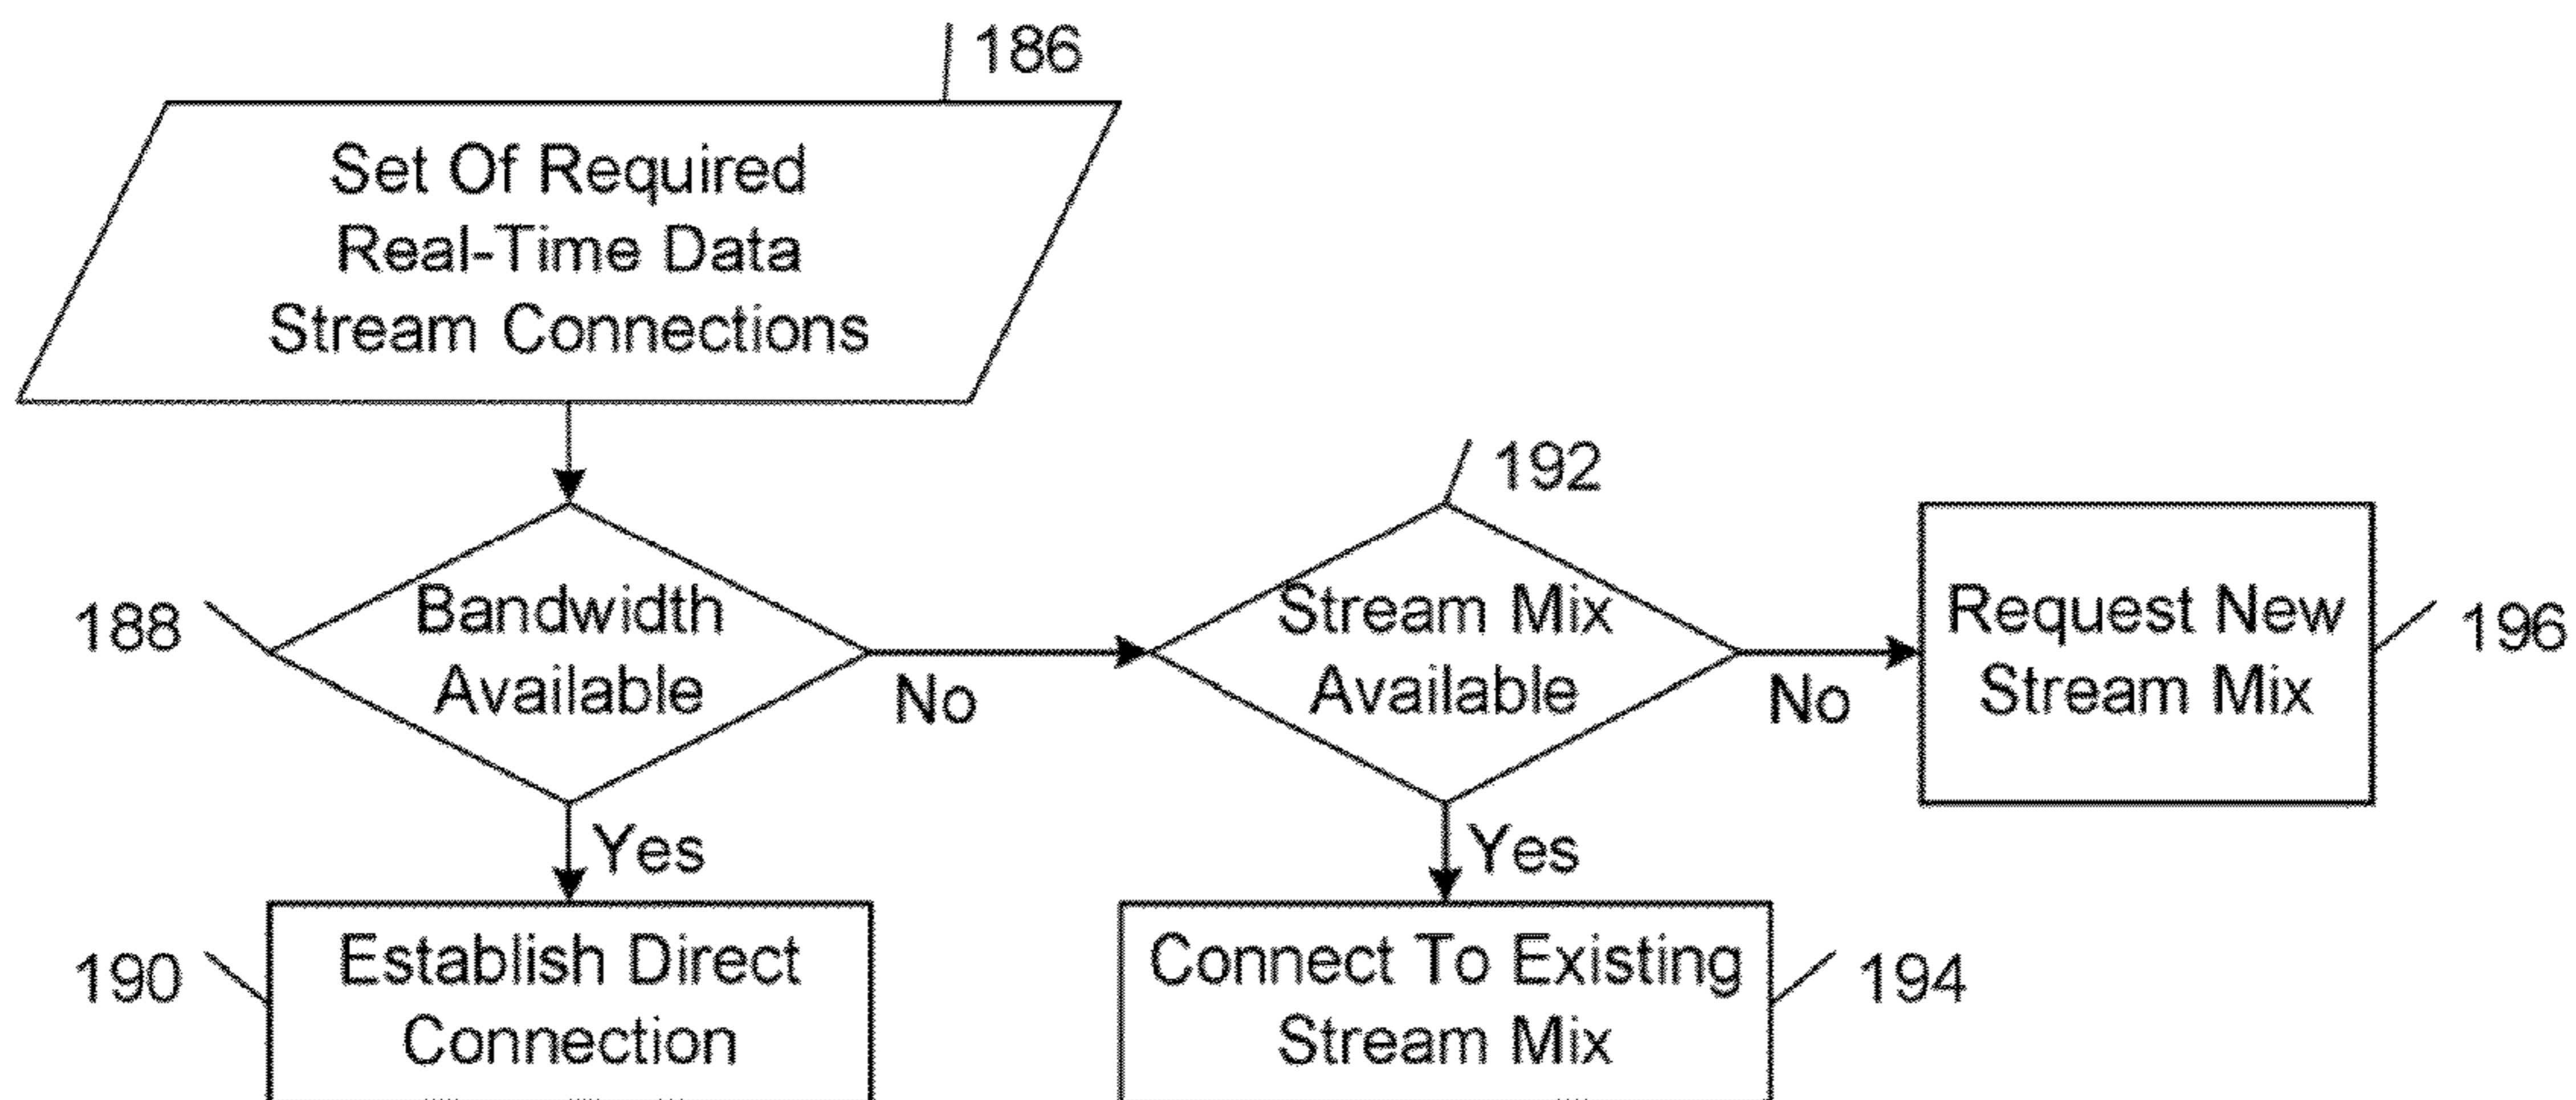 186
Set Of Required
Real-Time Data
Stream Connections
192
188
Bandwidth
Available
No
Stream Mix
Available
No
Request New
Stream Mix
196
Yes
Yes
190
Establish Direct
Connection
Connect To Existing
Stream Mix
194